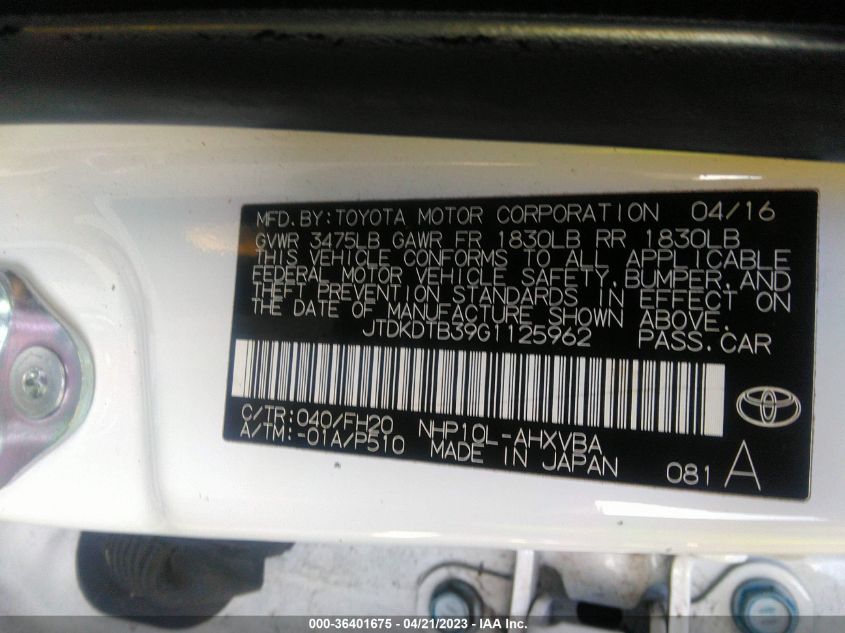 MFD.BY:TOYOTA MOTOR CORPORATION 04/16
GVWR 3475LB GAWR FR 1830LB RR 1830LB
THIS VEHICLE CONFORMS TO ALL APPLICABLE
FEDERAL MOTOR VEHICLE SAFETY,BUMPER,AND
THEFT PREVENTION STANDARDS IN EFFECT ON
THE DATE OF MANUFACTURE SHOWN ABOVE.
JTDKDTB39G1125962 PASS.CAR
C/TR:040/FH20 NHP10L-AHXVBA
A/TM:-01A/P510 MADE IN JAPAN 081 A
000-36401675 / 04/21/2023 - IAA Inc.